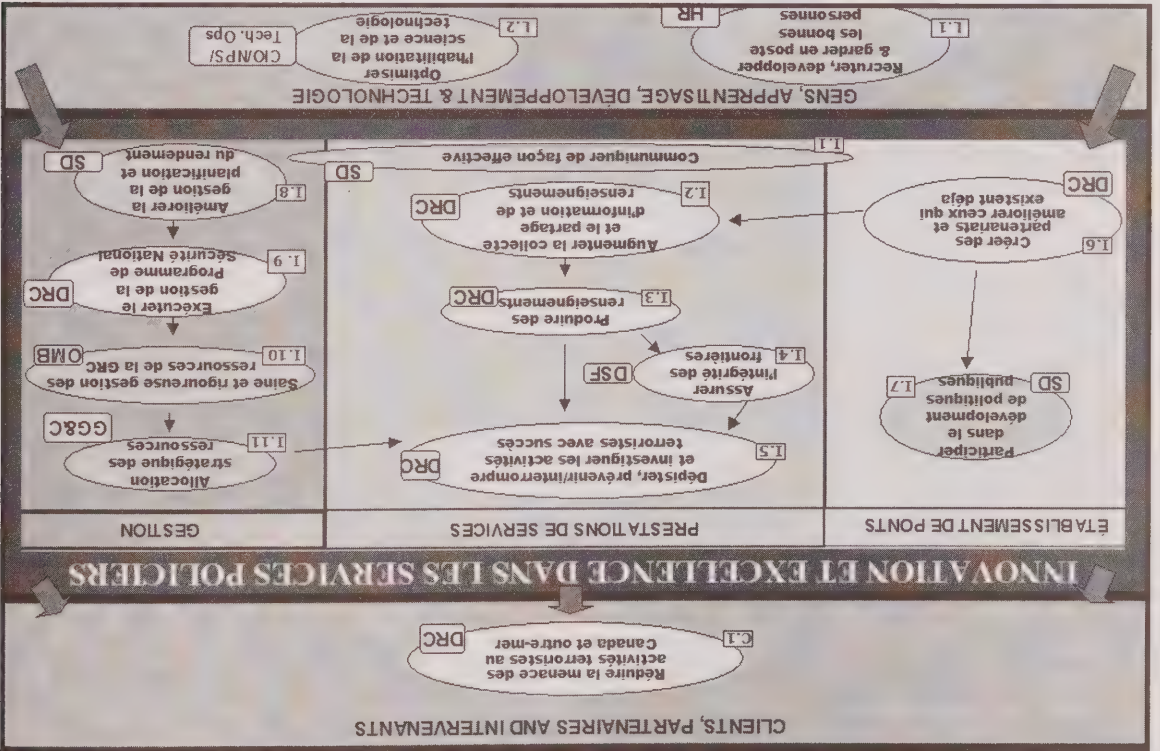 CLIENTS, PARTENAIRES AND INTERVENANTS
C.1
Réduire la menace des
activités terroristes au
Canada et outre-mer
DRC
INNOVATION ET EXCELLENCE DANS LES SERVICES POLICIERS
ÉTABLISSEMENT DE PONTS
PRESTATIONS DE SERVICES
GESTION
Participer
dans le
dévelopment
de politiques
publiques
I.7
SD
I.6
Créer des
partenariats et
améliorer ceux qui
existent déja
DRC
I.5
Dépister, prévenir/interrompre
et investiguer les activités
terroristes avec succès
DRC
I.4
Assurer
l'intégrité des
frontières
DSF
I.3
Produire des
renseignements
DRC
I.2
Augmenter la collecte
et le partage
d'information et de
renseignements
DRC
I.1
Communiquer de façon effective
SD
I.11
Allocation
stratégique des
ressources
GG&C
I.10
Saine et rigoureuse gestion des
ressources de la GRC
OMB
I.9
Exécuter le
gestion de la
Programme de
Sécurité National
DRC
I.8
Améliorer la
gestion de la
planification et
du rendement
SD
GENS, APPRENTISAGE, DÉVELOPPEMENT & TECHNOLOGIE
L.1
Recruter, developper
& garder en poste
les bonnes
personnes
HR
L.2
Optimiser
l'habilitation de la
science et de la
technologie
CIO/NPS/
Tech. Ops